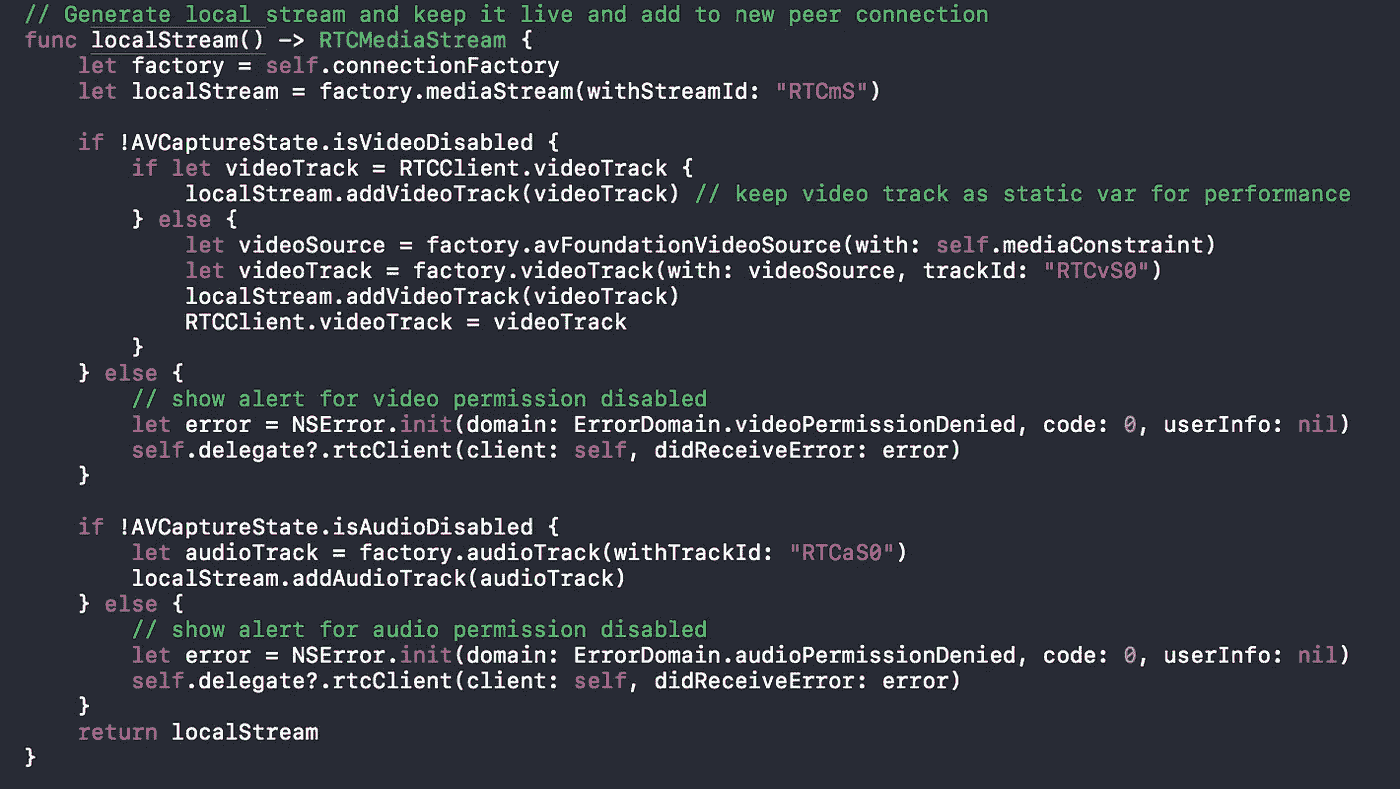 // Generate local stream and keep it live and add to new peer connection
func localStream() -> RTCMediaStream {
    let factory = self.connectionFactory
    let localStream = factory.mediaStream(withStreamId: "RTCmS")

    if !AVCaptureState.isVideoDisabled {
        if let videoTrack = RTCClient.videoTrack {
            localStream.addVideoTrack(videoTrack) // keep video track as static var for performance
        } else {
            let videoSource = factory.avFoundationVideoSource(with: self.mediaConstraint)
            let videoTrack = factory.videoTrack(with: videoSource, trackId: "RTCvS0")
            localStream.addVideoTrack(videoTrack)
            RTCClient.videoTrack = videoTrack
        }
    } else {
        // show alert for video permission disabled
        let error = NSError.init(domain: ErrorDomain.videoPermissionDenied, code: 0, userInfo: nil)
        self.delegate?.rtcClient(client: self, didReceiveError: error)
    }

    if !AVCaptureState.isAudioDisabled {
        let audioTrack = factory.audioTrack(withTrackId: "RTCaS0")
        localStream.addAudioTrack(audioTrack)
    } else {
        // show alert for audio permission disabled
        let error = NSError.init(domain: ErrorDomain.audioPermissionDenied, code: 0, userInfo: nil)
        self.delegate?.rtcClient(client: self, didReceiveError: error)
    }
    return localStream
}